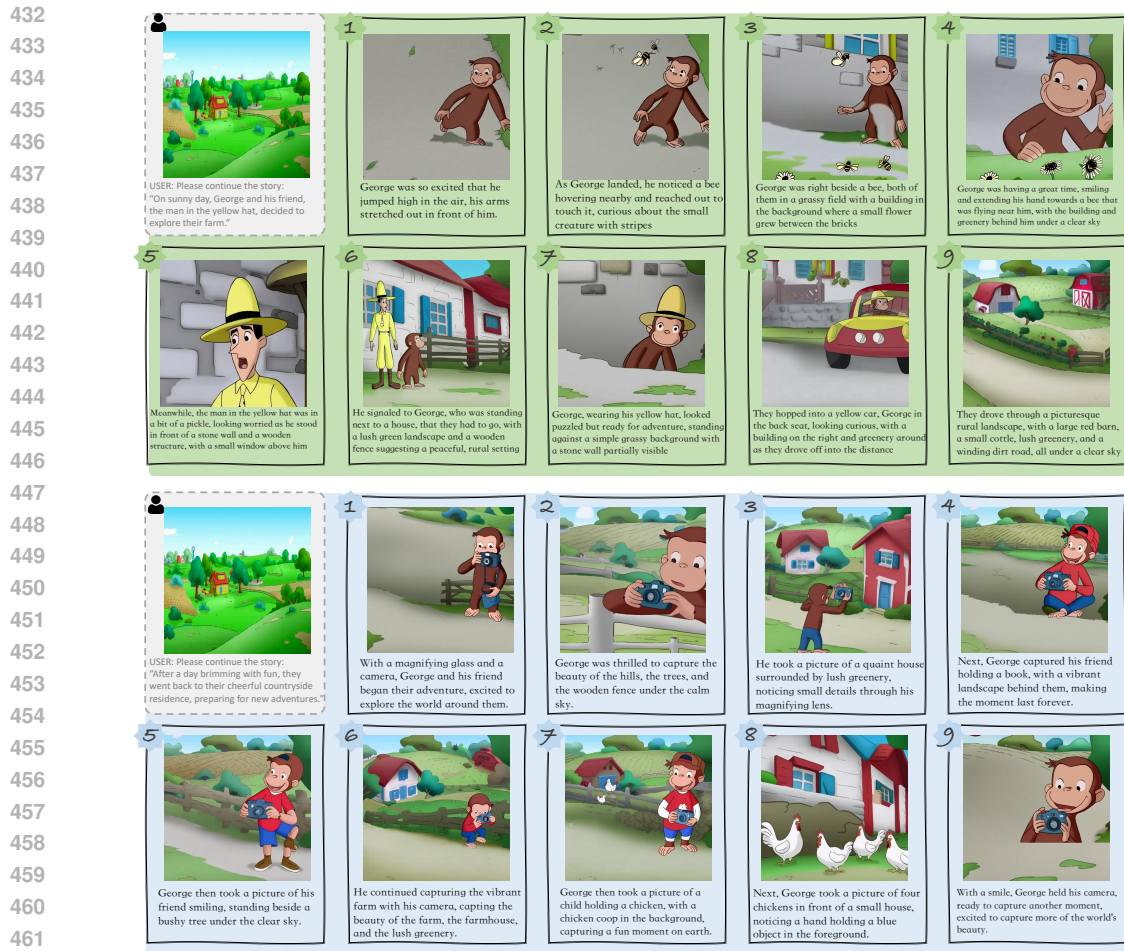 432
433
434
435
436
437
438
439
440
441
442
443
444
445
446
447
448
449
450
451
452
453
454
455
456
457
458
459
460
461
USER: Please continue the story:
"On sunny day, George and his friend,
the man in the yellow hat, decided to
explore their farm."
1
George was so excited that he
jumped high in the air, his arms
stretched out in front of him.
2
As George landed, he noticed a bee
hovering nearby and reached out to
touch it, curious about the small
creature with stripes
3
George was right beside a bee, both of
them in a grassy field with a building in
the background where a small flower
grew between the bricks
4
George was having a great time, smiling
and extending his hand towards a bee that
was flying near him, with the building and
greenery behind him under a clear sky
5
Meanwhile, the man in the yellow hat was in
a bit of a pickle, looking worried as he stood
in front of a stone wall and a wooden
structure, with a small window above him
6
He signaled to George, who was standing
next to a house, that they had to go, with
a lush green landscape and a wooden
fence suggesting a peaceful, rural setting
7
George, wearing his yellow hat, looked
puzzled but ready for adventure, standing
against a simple grassy background with
a stone wall partially visible
8
They hopped into a yellow car, George in
the back seat, looking curious, with a
building on the right and greenery around
as they drove off into the distance
9
They drove through a picturesque
rural landscape, with a large red barn,
a small cottle, lush greenery, and a
winding dirt road, all under a clear sky
USER: Please continue the story:
"After a day brimming with fun, they
went back to their cheerful countryside
residence, preparing for new adventures."
1
With a magnifying glass and a
camera, George and his friend
began their adventure, excited to
explore the world around them.
2
George was thrilled to capture the
beauty of the hills, the trees, and
the wooden fence under the calm
sky.
3
He took a picture of a quaint house
surrounded by lush greenery,
noticing small details through his
magnifying lens.
4
Next, George captured his friend
holding a book, with a vibrant
landscape behind them, making
the moment last forever.
5
George then took a picture of his
friend smiling, standing beside a
bushy tree under the clear sky.
6
He continued capturing the vibrant
farm with his camera, capting the
beauty of the farm, the farmhouse,
and the lush greenery.
7
George then took a picture of a
child holding a chicken, with a
chicken coop in the background,
capturing a fun moment on earth.
8
Next, George took a picture of four
chickens in front of a small house,
noticing a hand holding a blue
object in the foreground.
9
With a smile, George held his camera,
ready to capture another moment,
excited to capture more of the world's
beauty.